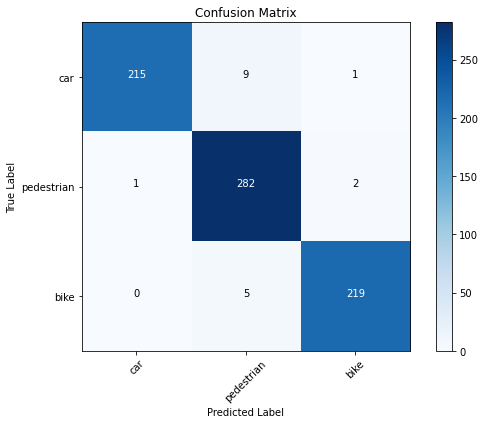 Confusion Matrix
car 215 9 1
pedestrian 1 282 2
bike 0 5 219
True Label
car pedestrian bike
Predicted Label
250
200
150
100
50
0